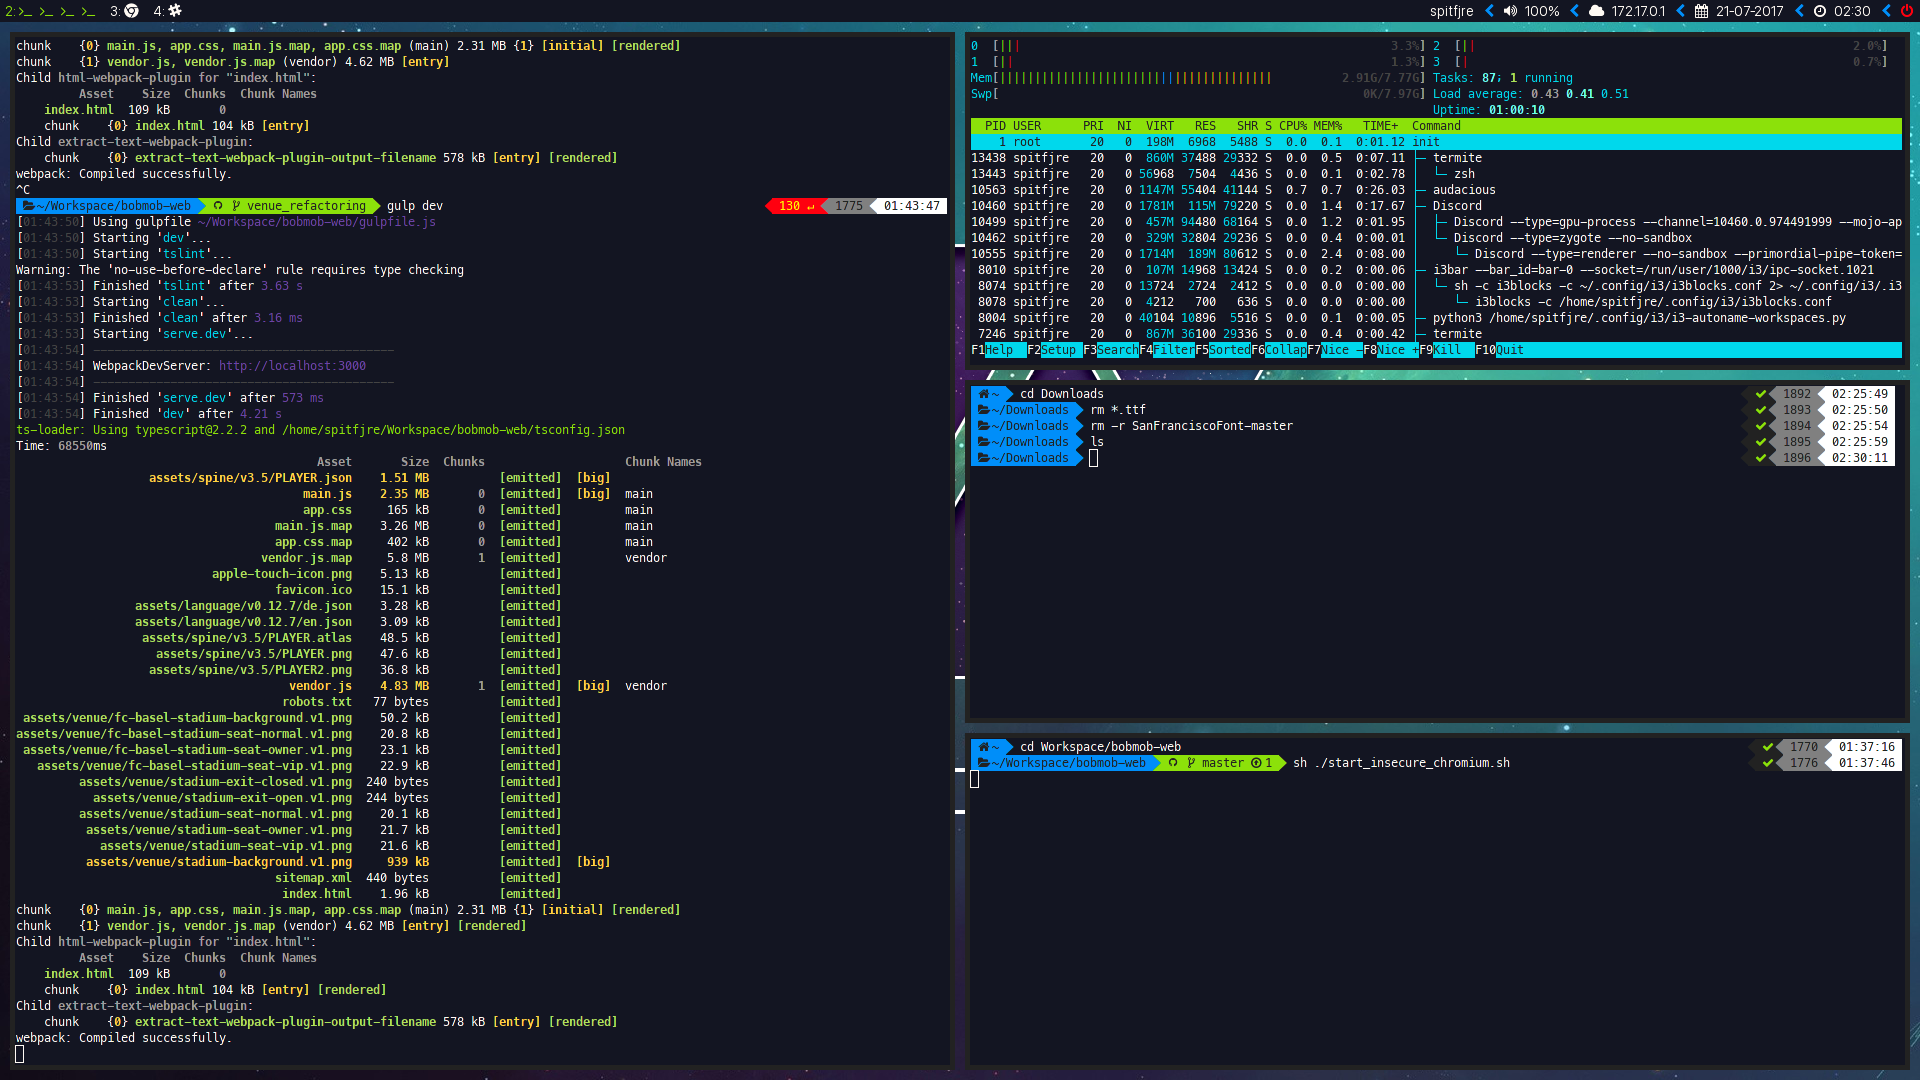 2: >_ >_ >_ >_ 3: 4:
spitfjre 100% 172.17.0.1 21-07-2017 02:30
chunk {0} main.js, app.css, main.js.map, app.css.map (main) 2.31 MB {1} [initial] [rendered]
chunk {1} vendor.js, vendor.js.map (vendor) 4.62 MB [entry]
Child html-webpack-plugin for "index.html":
Asset Size Chunks Chunk Names
index.html 109 kB 0
chunk {0} index.html 104 kB [entry]
Child extract-text-webpack-plugin:
chunk {0} extract-text-webpack-plugin-output-filename 578 kB [entry] [rendered]
webpack: Compiled successfully.
^C
~/Workspace/bobmob-web venue_refactoring gulp dev 130 ↵ 1775 01:43:47
[01:43:50] Using gulpfile ~/Workspace/bobmob-web/gulpfile.js
[01:43:50] Starting 'dev'...
[01:43:50] Starting 'tslint'...
Warning: The 'no-use-before-declare' rule requires type checking
[01:43:53] Finished 'tslint' after 3.63 s
[01:43:53] Starting 'clean'...
[01:43:53] Finished 'clean' after 3.16 ms
[01:43:53] Starting 'serve.dev'...
[01:43:54] -------------------------------------------
[01:43:54] WebpackDevServer: http://localhost:3000
[01:43:54] -------------------------------------------
[01:43:54] Finished 'serve.dev' after 573 ms
[01:43:54] Finished 'dev' after 4.21 s
ts-loader: Using typescript@2.2.2 and /home/spitfjre/Workspace/bobmob-web/tsconfig.json
Time: 68550ms
Asset Size Chunks Chunk Names
assets/spine/v3.5/PLAYER.json 1.51 MB [emitted] [big]
main.js 2.35 MB 0 [emitted] [big] main
app.css 165 kB 0 [emitted] main
main.js.map 3.26 MB 0 [emitted] main
app.css.map 402 kB 0 [emitted] main
vendor.js.map 5.8 MB 1 [emitted] vendor
apple-touch-icon.png 5.13 kB [emitted]
favicon.ico 15.1 kB [emitted]
assets/language/v0.12.7/de.json 3.28 kB [emitted]
assets/language/v0.12.7/en.json 3.09 kB [emitted]
assets/spine/v3.5/PLAYER.atlas 48.5 kB [emitted]
assets/spine/v3.5/PLAYER.png 47.6 kB [emitted]
assets/spine/v3.5/PLAYER2.png 36.8 kB [emitted]
vendor.js 4.83 MB 1 [emitted] [big] vendor
robots.txt 77 bytes [emitted]
assets/venue/fc-basel-stadium-background.v1.png 50.2 kB [emitted]
assets/venue/fc-basel-stadium-seat-normal.v1.png 20.8 kB [emitted]
assets/venue/fc-basel-stadium-seat-owner.v1.png 23.1 kB [emitted]
assets/venue/fc-basel-stadium-seat-vip.v1.png 22.9 kB [emitted]
assets/venue/stadium-exit-closed.v1.png 240 bytes [emitted]
assets/venue/stadium-exit-open.v1.png 244 bytes [emitted]
assets/venue/stadium-seat-normal.v1.png 20.1 kB [emitted]
assets/venue/stadium-seat-owner.v1.png 21.7 kB [emitted]
assets/venue/stadium-seat-vip.v1.png 21.6 kB [emitted]
assets/venue/stadium-background.v1.png 939 kB [emitted] [big]
sitemap.xml 440 bytes [emitted]
index.html 1.96 kB [emitted]
chunk {0} main.js, app.css, main.js.map, app.css.map (main) 2.31 MB {1} [initial] [rendered]
chunk {1} vendor.js, vendor.js.map (vendor) 4.62 MB [entry] [rendered]
Child html-webpack-plugin for "index.html":
Asset Size Chunks Chunk Names
index.html 109 kB 0
chunk {0} index.html 104 kB [entry] [rendered]
Child extract-text-webpack-plugin:
chunk {0} extract-text-webpack-plugin-output-filename 578 kB [entry] [rendered]
webpack: Compiled successfully.
0 [||| 3.3%] 2 [|| 2.0%]
1 [|| 1.3%] 3 [| 0.7%]
Mem[||||||||||||||||||||||||||||||||||||||| 2.91G/7.77G] Tasks: 87; 1 running
Swp[ 0K/7.97G] Load average: 0.43 0.41 0.51
Uptime: 01:00:10
PID USER PRI NI VIRT RES SHR S CPU% MEM% TIME+ Command
1 root 20 0 198M 6968 5488 S 0.0 0.1 0:01.12 init
13438 spitfjre 20 0 860M 37488 29332 S 0.0 0.5 0:07.11 ├─ termite
13443 spitfjre 20 0 56968 7504 4436 S 0.0 0.1 0:02.78 │ └─ zsh
10563 spitfjre 20 0 1147M 55404 41144 S 0.7 0.7 0:26.03 ├─ audacious
10460 spitfjre 20 0 1781M 115M 79220 S 0.0 1.4 0:17.67 ├─ Discord
10499 spitfjre 20 0 457M 94480 68164 S 0.0 1.2 0:01.95 │ ├─ Discord --type=gpu-process --channel=10460.0.974491999 --mojo-ap
10462 spitfjre 20 0 329M 32804 29236 S 0.0 0.4 0:00.01 │ └─ Discord --type=zygote --no-sandbox
10555 spitfjre 20 0 1714M 189M 80612 S 0.0 2.4 0:08.00 │ └─ Discord --type=renderer --no-sandbox --primordial-pipe-token=
8010 spitfjre 20 0 107M 14968 13424 S 0.0 0.2 0:00.06 ├─ i3bar --bar_id=bar-0 --socket=/run/user/1000/i3/ipc-socket.1021
8074 spitfjre 20 0 13724 2724 2412 S 0.0 0.0 0:00.00 │ └─ sh -c i3blocks -c ~/.config/i3/i3blocks.conf 2> ~/.config/i3/.i3
8078 spitfjre 20 0 4212 700 636 S 0.0 0.0 0:00.00 │ └─ i3blocks -c /home/spitfjre/.config/i3/i3blocks.conf
8004 spitfjre 20 0 40104 10896 5516 S 0.0 0.1 0:00.05 ├─ python3 /home/spitfjre/.config/i3/i3-autoname-workspaces.py
7246 spitfjre 20 0 867M 36100 29336 S 0.0 0.4 0:00.42 ├─ termite
F1Help F2Setup F3SearchF4FilterF5SortedF6CollapF7Nice -F8Nice +F9Kill F10Quit
~ cd Downloads ✔ 1892 02:25:49
~/Downloads rm *.ttf ✔ 1893 02:25:50
~/Downloads rm -r SanFranciscoFont-master ✔ 1894 02:25:54
~/Downloads ls ✔ 1895 02:25:59
~/Downloads ✔ 1896 02:30:11
~ cd Workspace/bobmob-web ✔ 1770 01:37:16
~/Workspace/bobmob-web master 1 sh ./start_insecure_chromium.sh ✔ 1776 01:37:46